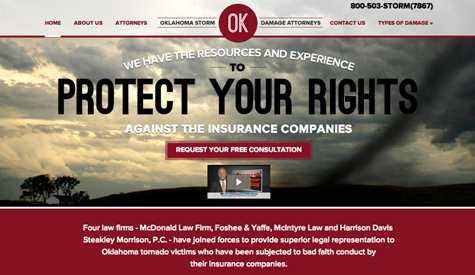 800-503-STORM(7867)
HOME ABOUT US ATTORNEYS OKLAHOMA STORM OK DAMAGE ATTORNEYS CONTACT US TYPES OF DAMAGE »
WE HAVE THE RESOURCES AND EXPERIENCE
TO
PROTECT YOUR RIGHTS
AGAINST THE INSURANCE COMPANIES
REQUEST YOUR FREE CONSULTATION
Four law firms - McDonald Law Firm, Foshee & Yaffe, McIntyre Law and Harrison Davis
Steakley Morrison, P.C. - have joined forces to provide superior legal representation to
Oklahoma tornado victims who have been subjected to bad faith conduct by
their insurance companies.